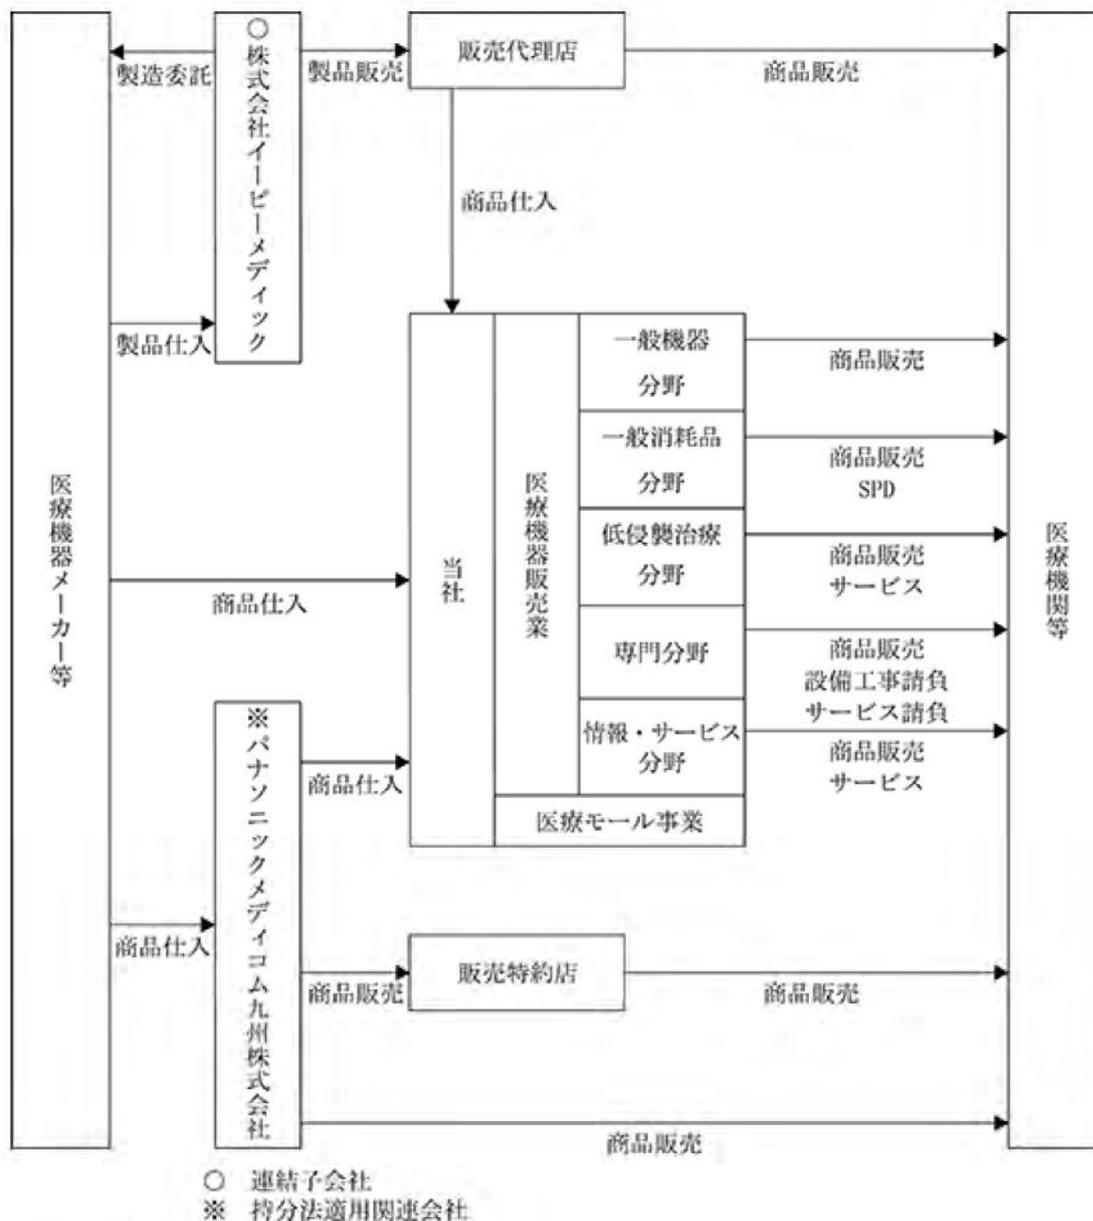 医療機器メーカー等
○株式会社イーピーメディック
製造委託
製品販売
販売代理店
商品販売
商品仕入
製品仕入
当社
医療機器販売業
一般機器
分野
商品販売
一般消耗品
分野
商品販売
SPD
低侵襲治療
分野
商品販売
サービス
専門分野
商品販売
設備工事請負
サービス請負
情報・サービス
分野
商品販売
サービス
医療モール事業
商品仕入
※パナソニックメディコム九州株式会社
商品仕入
商品仕入
商品販売
販売特約店
商品販売
商品販売
医療機関等
○ 連結子会社
※ 持分法適用関連会社